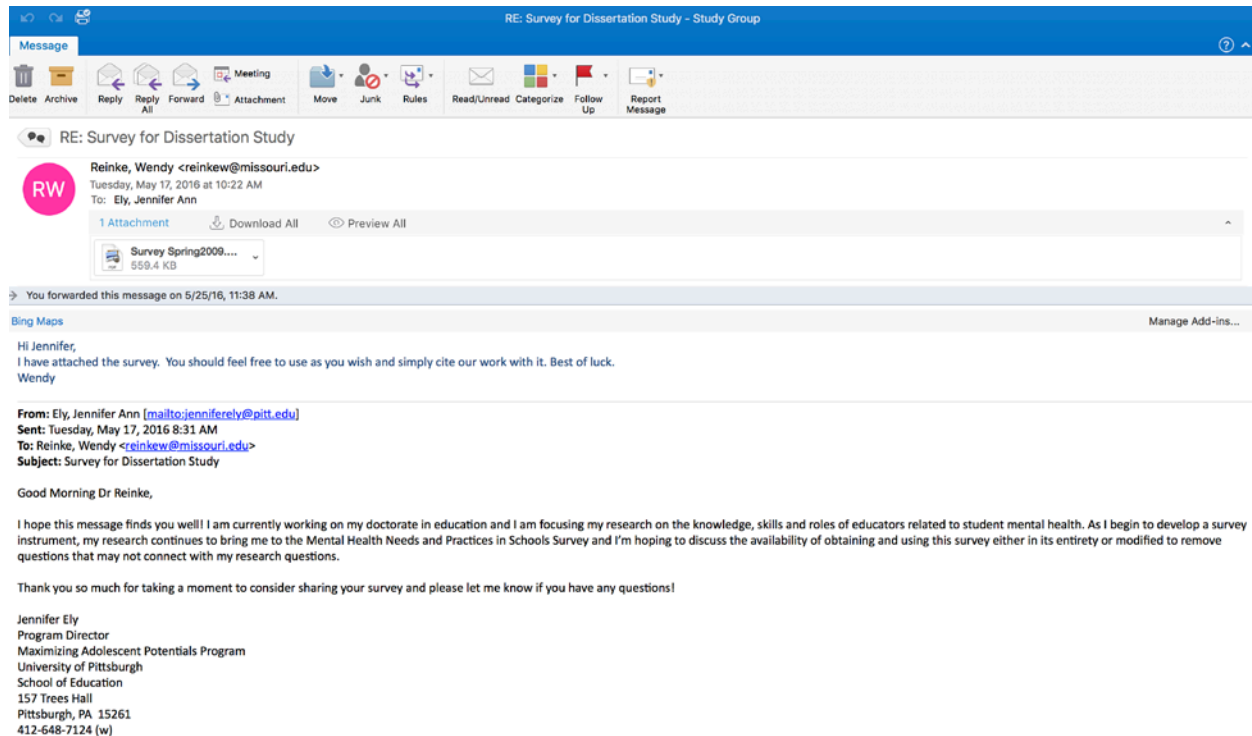 RE: Survey for Dissertation Study - Study Group
Message
Delete Archive Reply Reply All Forward Meeting Attachment Move Junk Rules Read/Unread Categorize Follow Up Report Message
RE: Survey for Dissertation Study
RW
Reinke, Wendy <reinkew@missouri.edu>
Tuesday, May 17, 2016 at 10:22 AM
To: Ely, Jennifer Ann
1 Attachment Download All Preview All
Survey Spring2009....
559.4 KB
You forwarded this message on 5/25/16, 11:38 AM.
Bing Maps Manage Add-ins...
Hi Jennifer,
I have attached the survey. You should feel free to use as you wish and simply cite our work with it. Best of luck.
Wendy
From: Ely, Jennifer Ann [mailto:jenniferely@pitt.edu]
Sent: Tuesday, May 17, 2016 8:31 AM
To: Reinke, Wendy <reinkew@missouri.edu>
Subject: Survey for Dissertation Study
Good Morning Dr Reinke,
I hope this message finds you well! I am currently working on my doctorate in education and I am focusing my research on the knowledge, skills and roles of educators related to student mental health. As I begin to develop a survey
instrument, my research continues to bring me to the Mental Health Needs and Practices in Schools Survey and I'm hoping to discuss the availability of obtaining and using this survey either in its entirety or modified to remove
questions that may not connect with my research questions.
Thank you so much for taking a moment to consider sharing your survey and please let me know if you have any questions!
Jennifer Ely
Program Director
Maximizing Adolescent Potentials Program
University of Pittsburgh
School of Education
157 Trees Hall
Pittsburgh, PA 15261
412-648-7124 (w)